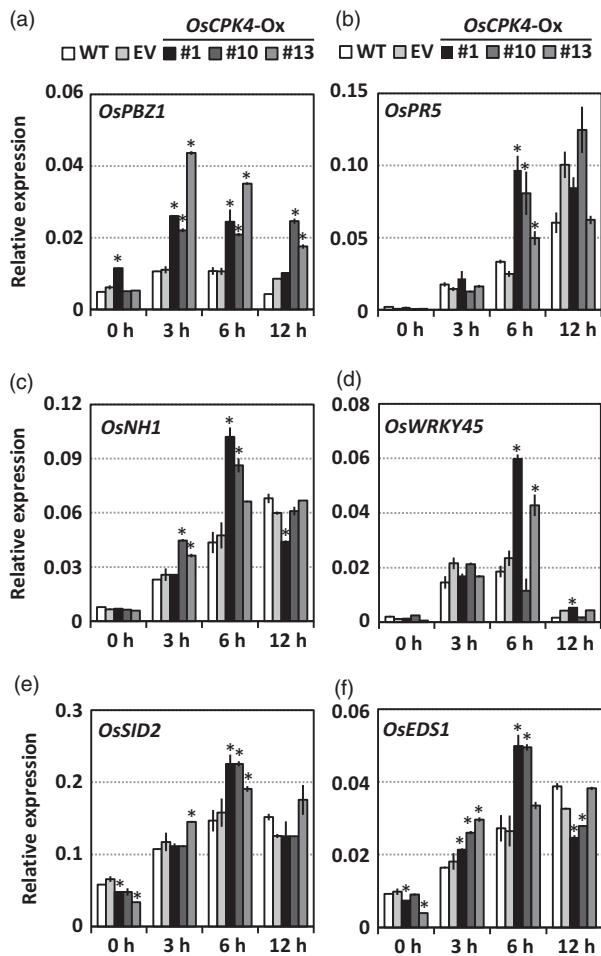 (a) OsCPK4-Ox (b) OsCPK4-Ox
WT EV #1 #10 #13 WT EV #1 #10 #13
0.06 OsPBZ1
0.04
0.02
0
Relative expression
* * * * * * * * *
0 h 3 h 6 h 12 h
0.15 OsPR5
0.10
0.05
0
* * *
0 h 3 h 6 h 12 h
(c)
0.12 OsNH1
0.09
0.06
0.03
0
Relative expression
* * * * *
0 h 3 h 6 h 12 h
(d)
0.08 OsWRKY45
0.06
0.04
0.02
0
* * *
0 h 3 h 6 h 12 h
(e)
0.3 OsSID2
0.2
0.1
0
Relative expression
* * * * * *
0 h 3 h 6 h 12 h
(f)
0.06 OsEDS1
0.04
0.02
0
* * * * * * * * *
0 h 3 h 6 h 12 h